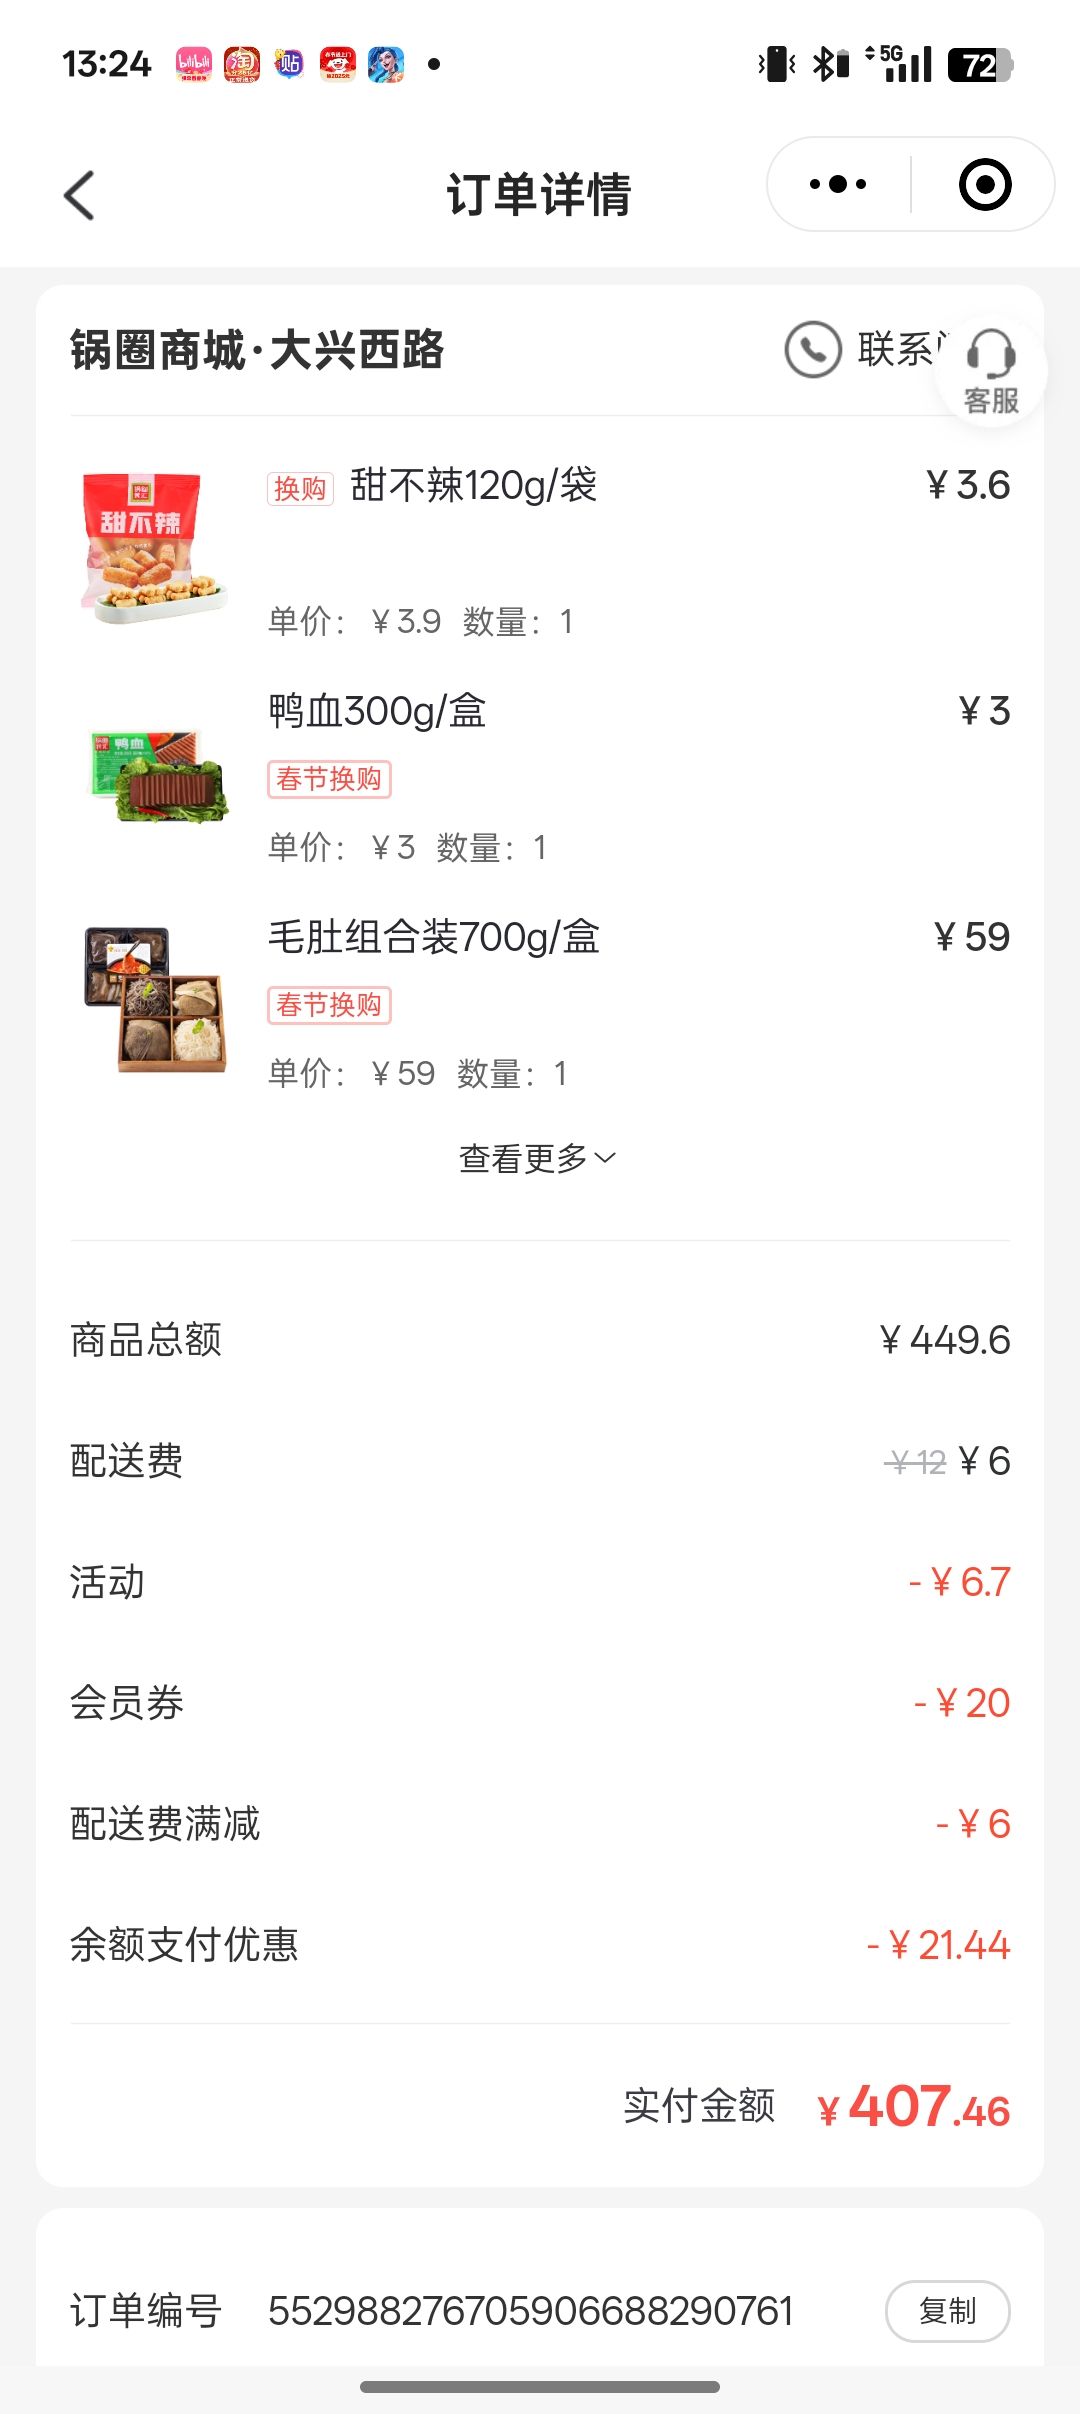 13:24
5G
72
订单详情
锅圈商城·大兴西路
联系
客服
甜不辣
换购 甜不辣120g/袋
¥3.6
单价：¥3.9 数量：1
鸭血
鸭血300g/盒
¥3
春节换购
单价：¥3 数量：1
毛肚组合装700g/盒
¥59
春节换购
单价：¥59 数量：1
查看更多
商品总额 ¥449.6
配送费 ¥12 ¥6
活动 -¥6.7
会员券 -¥20
配送费满减 -¥6
余额支付优惠 -¥21.44
实付金额 ¥407.46
订单编号 552988276705906688290761 复制